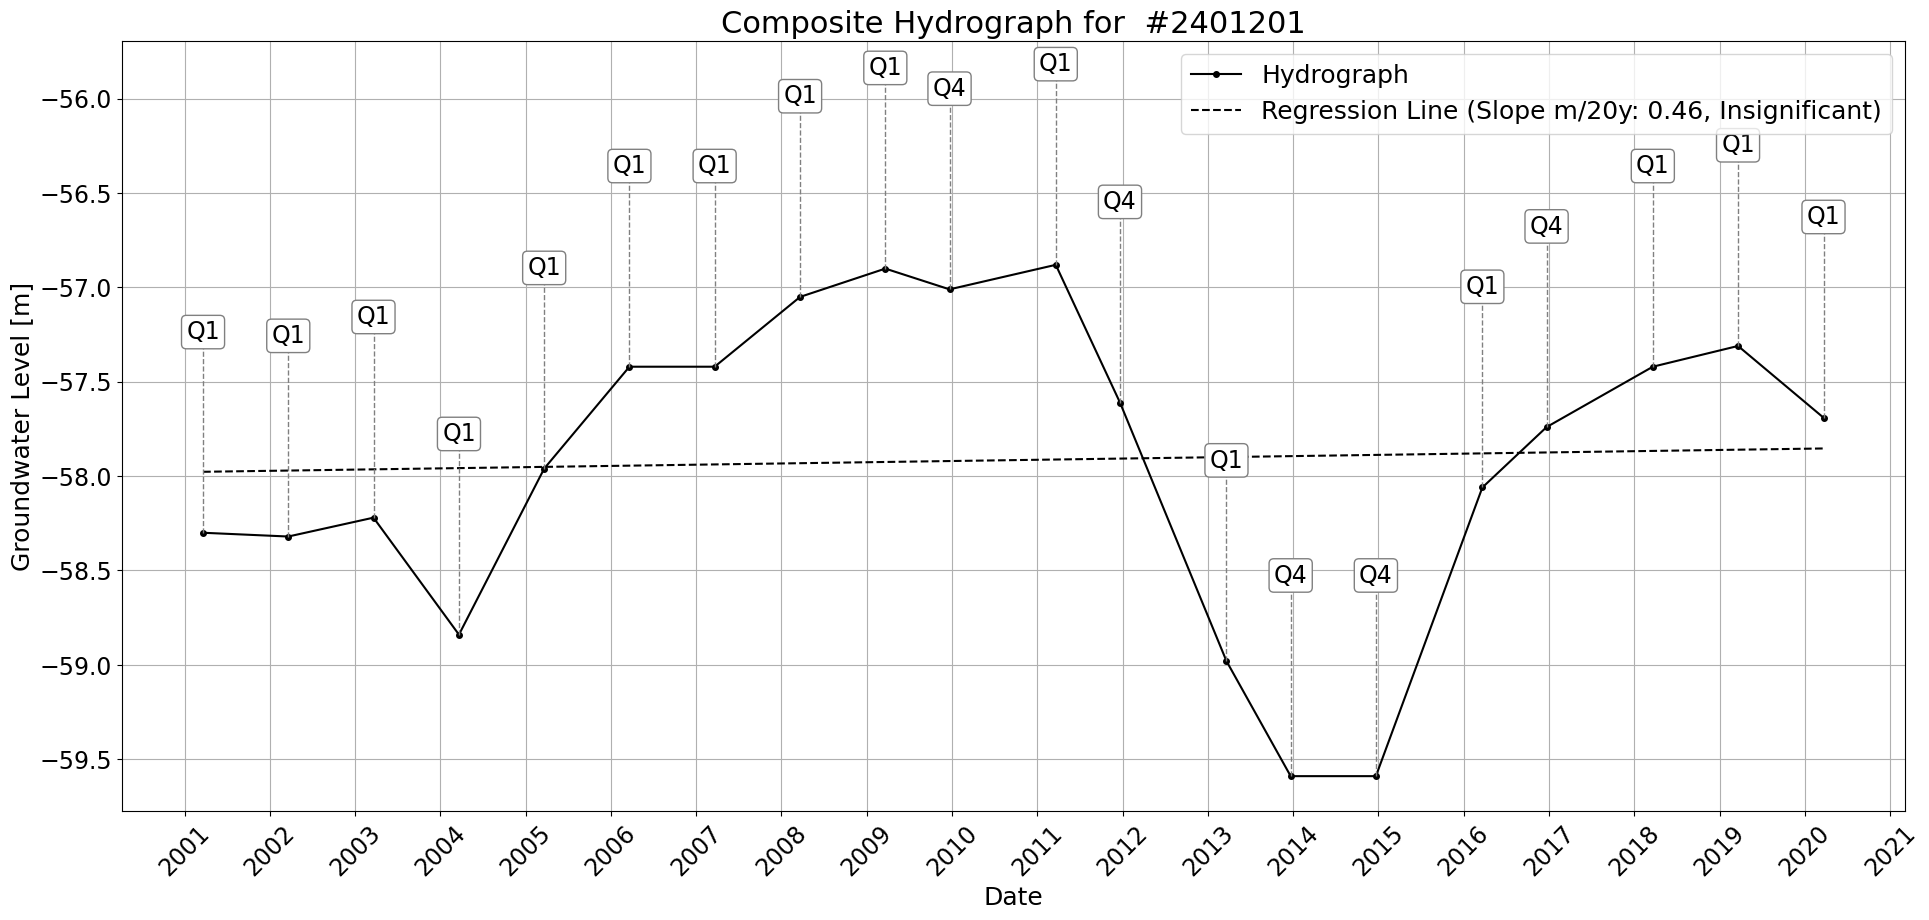 Composite Hydrograph for #2401201
Hydrograph
Regression Line (Slope m/20y: 0.46, Insignificant)
Groundwater Level [m]
−56.0
−56.5
−57.0
−57.5
−58.0
−58.5
−59.0
−59.5
Q1
Q1
Q1
Q1
Q1
Q1
Q1
Q1
Q1
Q4
Q1
Q4
Q1
Q4
Q4
Q1
Q4
Q1
Q1
Q1
2001
2002
2003
2004
2005
2006
2007
2008
2009
2010
2011
2012
2013
2014
2015
2016
2017
2018
2019
2020
2021
Date